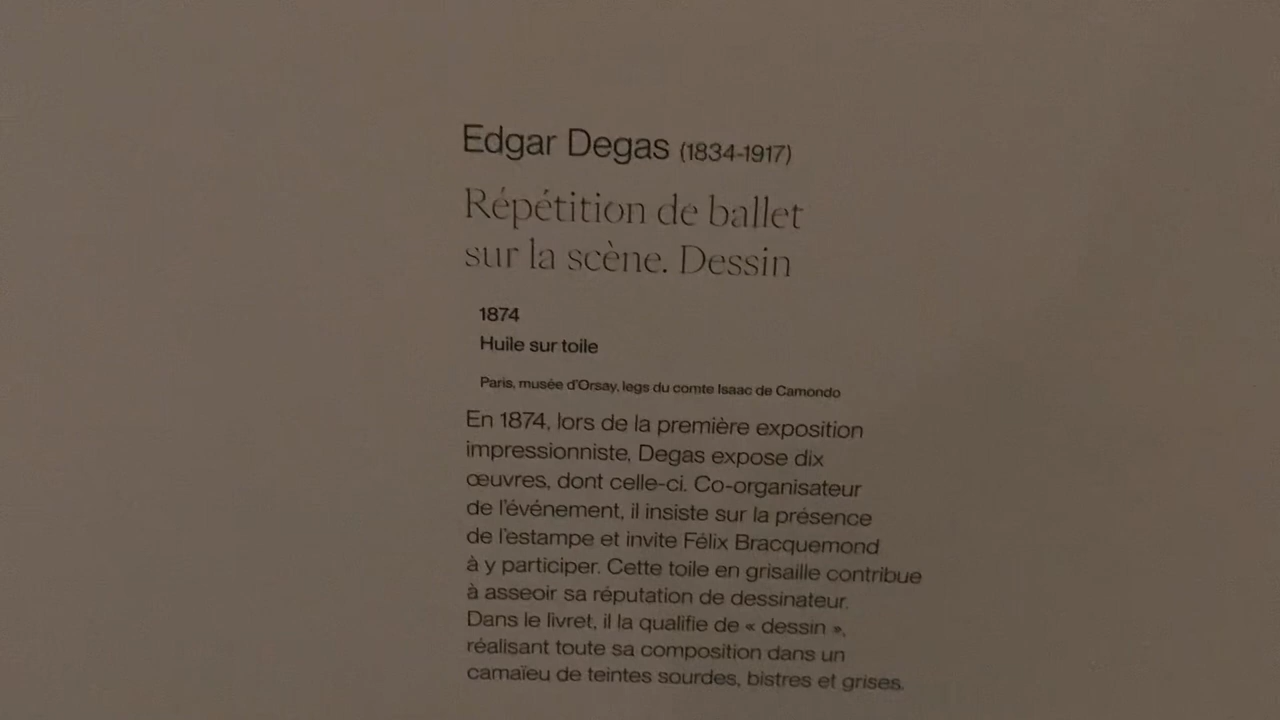 Edgar Degas (1834-1917)
Répétition de ballet
sur la scène. Dessin
1874
Huile sur toile
Paris, musée d'Orsay, legs du comte Isaac de Camondo
En 1874, lors de la première exposition
impressionniste, Degas expose dix
œuvres, dont celle-ci. Co-organisateur
de l'événement, il insiste sur la présence
de l'estampe et invite Félix Bracquemond
à y participer. Cette toile en grisaille contribue
à asseoir sa réputation de dessinateur.
Dans le livret, il la qualifie de « dessin »,
réalisant toute sa composition dans un
camaïeu de teintes sourdes, bistres et grises.